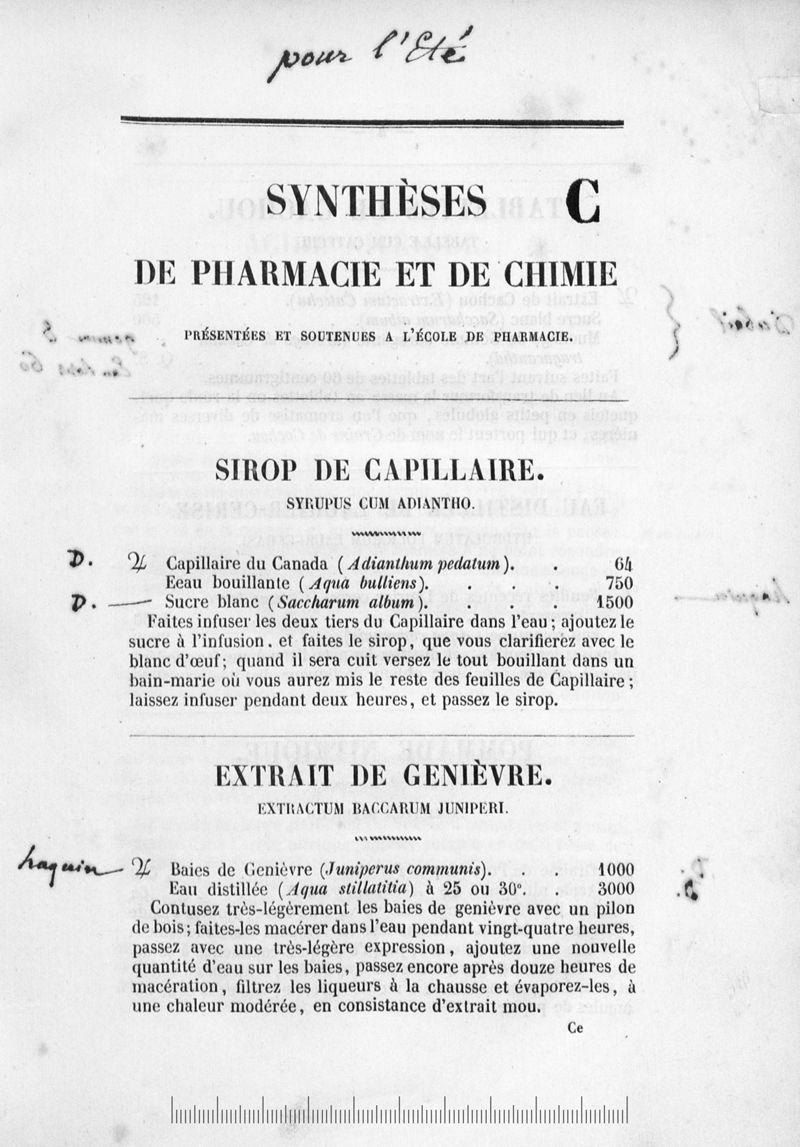 pour l'Eté
SYNTHÈSES C
DE PHARMACIE ET DE CHIMIE
PRÉSENTÉES ET SOUTENUES A L'ÉCOLE DE PHARMACIE.
SIROP DE CAPILLAIRE.
SYRUPUS CUM ADIANTHO.
D. ♃ Capillaire du Canada (Adianthum pedatum). . 64
Eeau bouillante (Aqua bulliens). . . . 750
D. — Sucre blanc (Saccharum album). . . . 1500
Faites infuser les deux tiers du Capillaire dans l'eau; ajoutez le
sucre à l'infusion. et faites le sirop, que vous clarifierez avec le
blanc d'œuf; quand il sera cuit versez le tout bouillant dans un
bain-marie où vous aurez mis le reste des feuilles de Capillaire;
laissez infuser pendant deux heures, et passez le sirop.
EXTRAIT DE GENIÈVRE.
EXTRACTUM BACCARUM JUNIPERI.
haquin — ♃ Baies de Genièvre (Juniperus communis). . . 1000
Eau distillée (Aqua stillatitia) à 25 ou 30°. . 3000
Contusez très-légèrement les baies de genièvre avec un pilon
de bois; faites-les macérer dans l'eau pendant vingt-quatre heures,
passez avec une très-légère expression, ajoutez une nouvelle
quantité d'eau sur les baies, passez encore après douze heures de
macération, filtrez les liqueurs à la chausse et évaporez-les, à
une chaleur modérée, en consistance d'extrait mou.
Ce